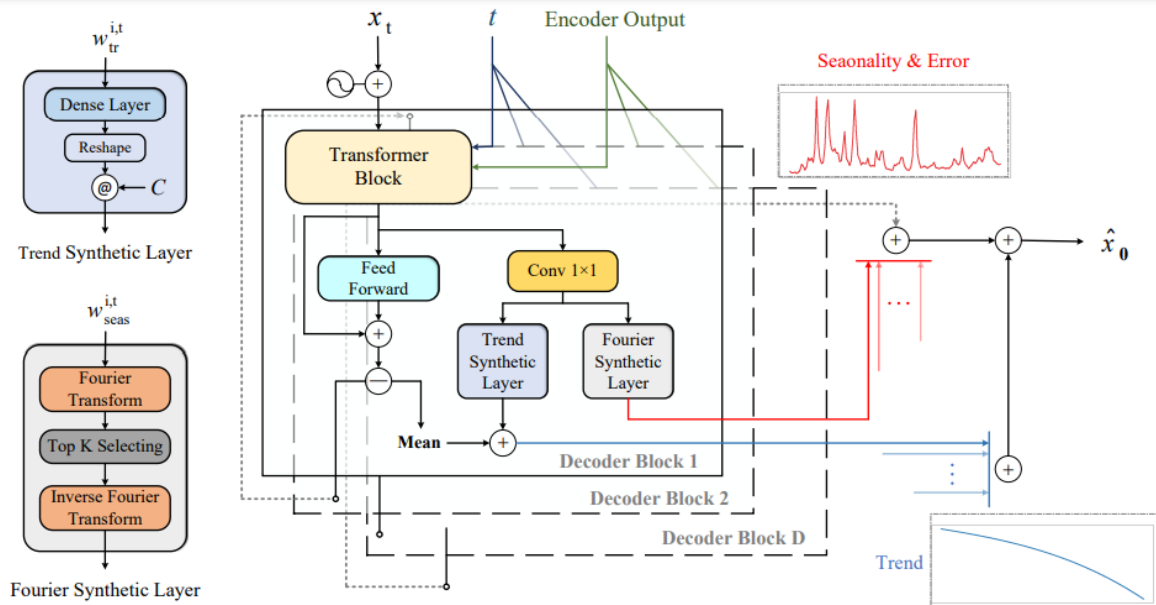 w_tr^{i,t}
Dense Layer
Reshape
@
C
Trend Synthetic Layer
w_seas^{i,t}
Fourier
Transform
Top K Selecting
Inverse Fourier
Transform
Fourier Synthetic Layer
x_t
t
Encoder Output
+
Transformer
Block
Feed
Forward
+
−
Mean
Conv 1×1
Trend
Synthetic
Layer
Fourier
Synthetic
Layer
+
Decoder Block 1
Decoder Block 2
Decoder Block D
Seaonality & Error
+
+
x̂_0
...
⋮
+
Trend